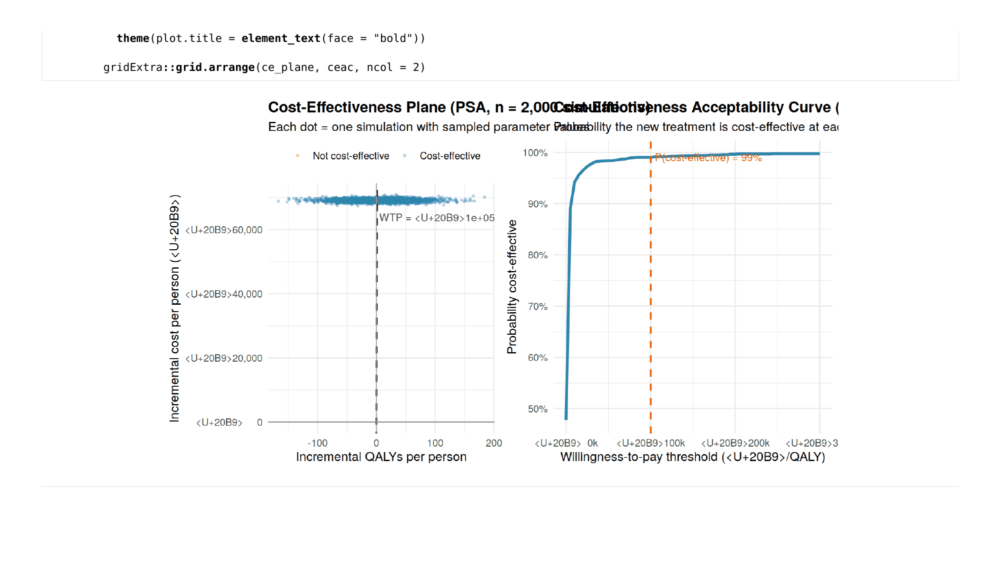 theme(plot.title = element_text(face = "bold"))
gridExtra::grid.arrange(ce_plane, ceac, ncol = 2)
Cost-Effectiveness Plane (PSA, n = 2,000 simulations)
Each dot = one simulation with sampled parameter values
Not cost-effective
Cost-effective
Incremental cost per person (<U+20B9>)
WTP = <U+20B9>1e+05
<U+20B9>60,000
<U+20B9>40,000
<U+20B9>20,000
<U+20B9> 0
-100 0 100 200
Incremental QALYs per person
Cost-Effectiveness Acceptability Curve (
Probability the new treatment is cost-effective at eac
P(cost-effective) = 99%
Probability cost-effective
100%
90%
80%
70%
60%
50%
<U+20B9> 0k <U+20B9>100k <U+20B9>200k <U+20B9>3
Willingness-to-pay threshold (<U+20B9>/QALY)